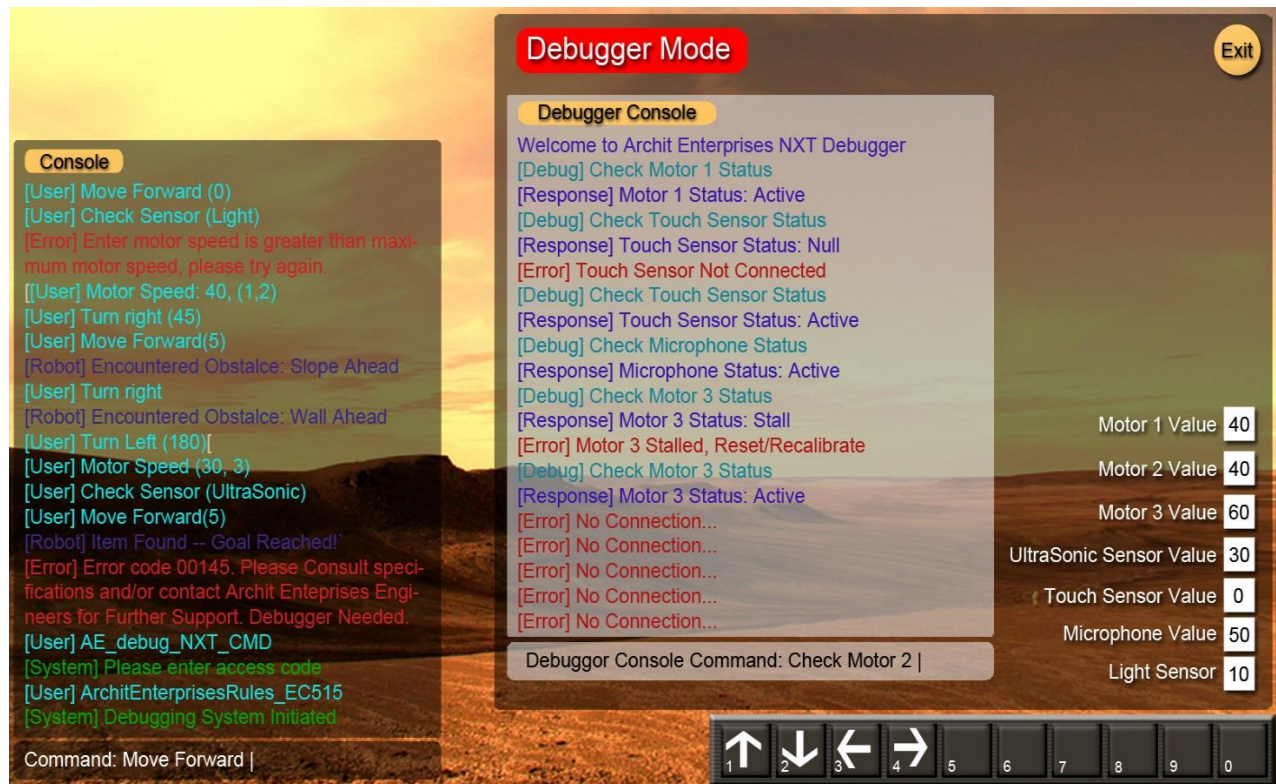 Console
[User] Move Forward (0)
[User] Check Sensor (Light)
[Error] Enter motor speed is greater than maxi-
mum motor speed, please try again.
[[User] Motor Speed: 40, (1,2)
[User] Turn right (45)
[User] Move Forward(5)
[Robot] Encountered Obstalce: Slope Ahead
[User] Turn right
[Robot] Encountered Obstalce: Wall Ahead
[User] Turn Left (180)[
[User] Motor Speed (30, 3)
[User] Check Sensor (UltraSonic)
[User] Move Forward(5)
[Robot] Item Found -- Goal Reached!`
[Error] Error code 00145. Please Consult speci-
fications and/or contact Archit Enteprises Engi-
neers for Further Support. Debugger Needed.
[User] AE_debug_NXT_CMD
[System] Please enter access code
[User] ArchitEnterprisesRules_EC515
[System] Debugging System Initiated
Command: Move Forward |
Debugger Mode
Exit
Debugger Console
Welcome to Archit Enterprises NXT Debugger
[Debug] Check Motor 1 Status
[Response] Motor 1 Status: Active
[Debug] Check Touch Sensor Status
[Response] Touch Sensor Status: Null
[Error] Touch Sensor Not Connected
[Debug] Check Touch Sensor Status
[Response] Touch Sensor Status: Active
[Debug] Check Microphone Status
[Response] Microphone Status: Active
[Debug] Check Motor 3 Status
[Response] Motor 3 Status: Stall
[Error] Motor 3 Stalled, Reset/Recalibrate
[Debug] Check Motor 3 Status
[Response] Motor 3 Status: Active
[Error] No Connection...
[Error] No Connection...
[Error] No Connection...
[Error] No Connection...
[Error] No Connection...
Debuggor Console Command: Check Motor 2 |
Motor 1 Value 40
Motor 2 Value 40
Motor 3 Value 60
UltraSonic Sensor Value 30
Touch Sensor Value 0
Microphone Value 50
Light Sensor 10
1 2 3 4 5 6 7 8 9 0